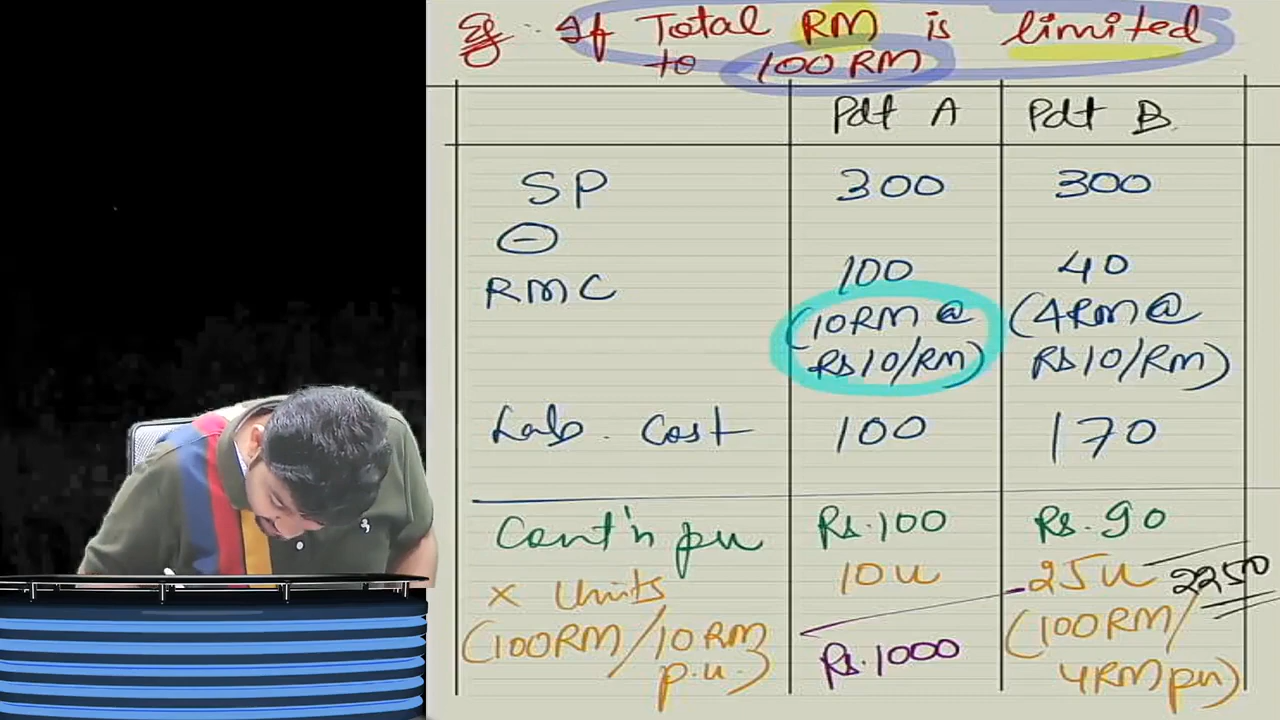 Eg. If Total RM is limited
to 100 RM
Pdt A Pdt B.
SP 300 300
⊖
RMC 100 40
(10RM @ (4RM @
Rs10/RM) Rs10/RM)
Lab. Cost 100 170
Cont'n pu Rs.100 Rs.90
× Units 10u 25u 2250
(100RM/10RM (100RM/
p.u.) Rs.1000 4RM pu)